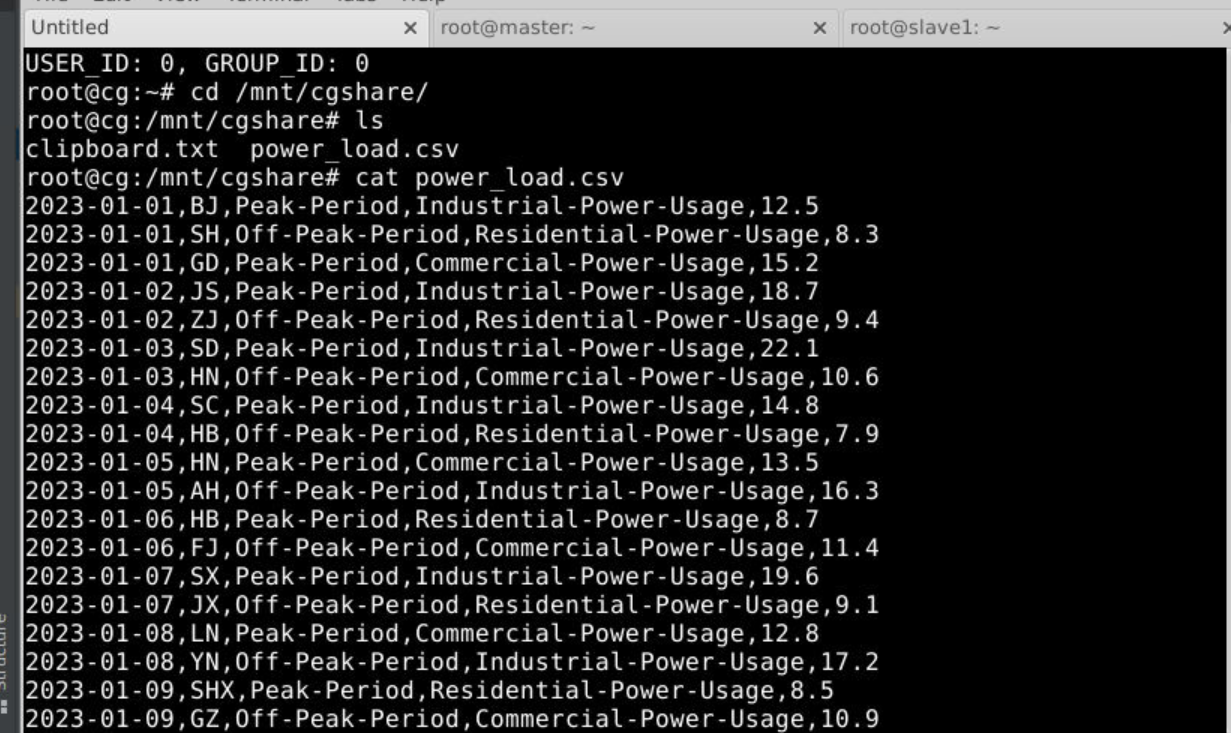 Untitled
root@master: ~
root@slave1: ~
USER_ID: 0, GROUP_ID: 0
root@cg:~# cd /mnt/cgshare/
root@cg:/mnt/cgshare# ls
clipboard.txt  power_load.csv
root@cg:/mnt/cgshare# cat power_load.csv
2023-01-01,BJ,Peak-Period,Industrial-Power-Usage,12.5
2023-01-01,SH,Off-Peak-Period,Residential-Power-Usage,8.3
2023-01-01,GD,Peak-Period,Commercial-Power-Usage,15.2
2023-01-02,JS,Peak-Period,Industrial-Power-Usage,18.7
2023-01-02,ZJ,Off-Peak-Period,Residential-Power-Usage,9.4
2023-01-03,SD,Peak-Period,Industrial-Power-Usage,22.1
2023-01-03,HN,Off-Peak-Period,Commercial-Power-Usage,10.6
2023-01-04,SC,Peak-Period,Industrial-Power-Usage,14.8
2023-01-04,HB,Off-Peak-Period,Residential-Power-Usage,7.9
2023-01-05,HN,Peak-Period,Commercial-Power-Usage,13.5
2023-01-05,AH,Off-Peak-Period,Industrial-Power-Usage,16.3
2023-01-06,HB,Peak-Period,Residential-Power-Usage,8.7
2023-01-06,FJ,Off-Peak-Period,Commercial-Power-Usage,11.4
2023-01-07,SX,Peak-Period,Industrial-Power-Usage,19.6
2023-01-07,JX,Off-Peak-Period,Residential-Power-Usage,9.1
2023-01-08,LN,Peak-Period,Commercial-Power-Usage,12.8
2023-01-08,YN,Off-Peak-Period,Industrial-Power-Usage,17.2
2023-01-09,SHX,Peak-Period,Residential-Power-Usage,8.5
2023-01-09,GZ,Off-Peak-Period,Commercial-Power-Usage,10.9